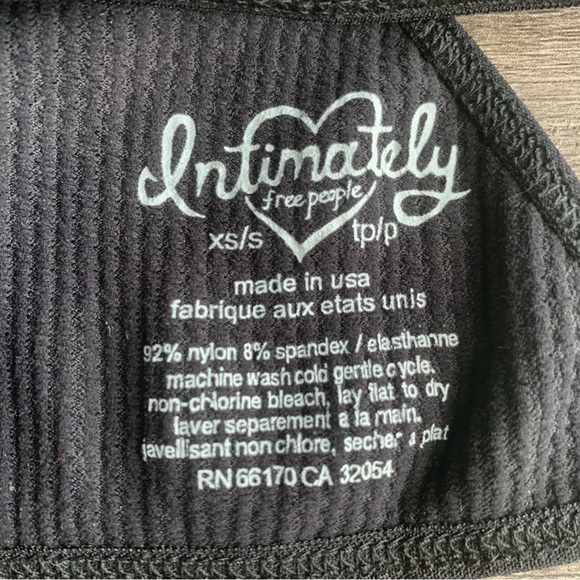 Intimately
free people
xs/s tp/p
made in usa
fabrique aux etats unis
92% nylon 8% spandex / elasthanne
machine wash cold gentle cycle.
non-chlorine bleach, lay flat to dry
laver separement a la main.
javellisant non chlore, secher a plat
RN 66170 CA 32054